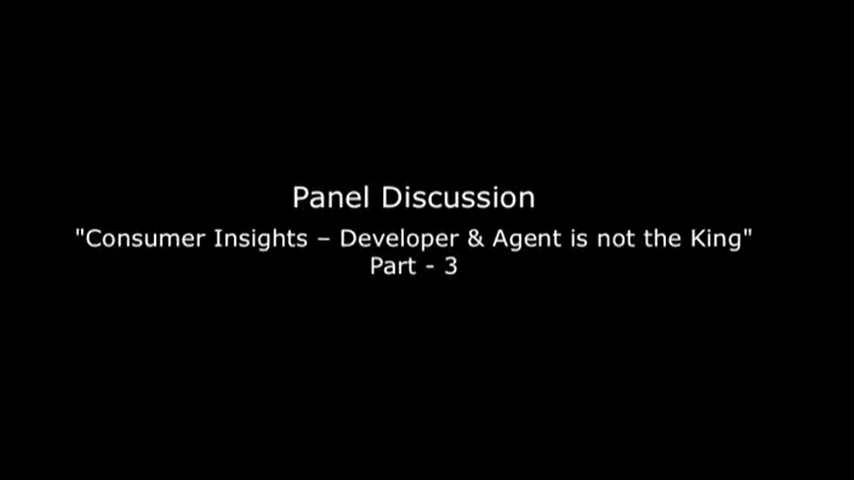 Panel Discussion
"Consumer Insights – Developer & Agent is not the King"
Part - 3